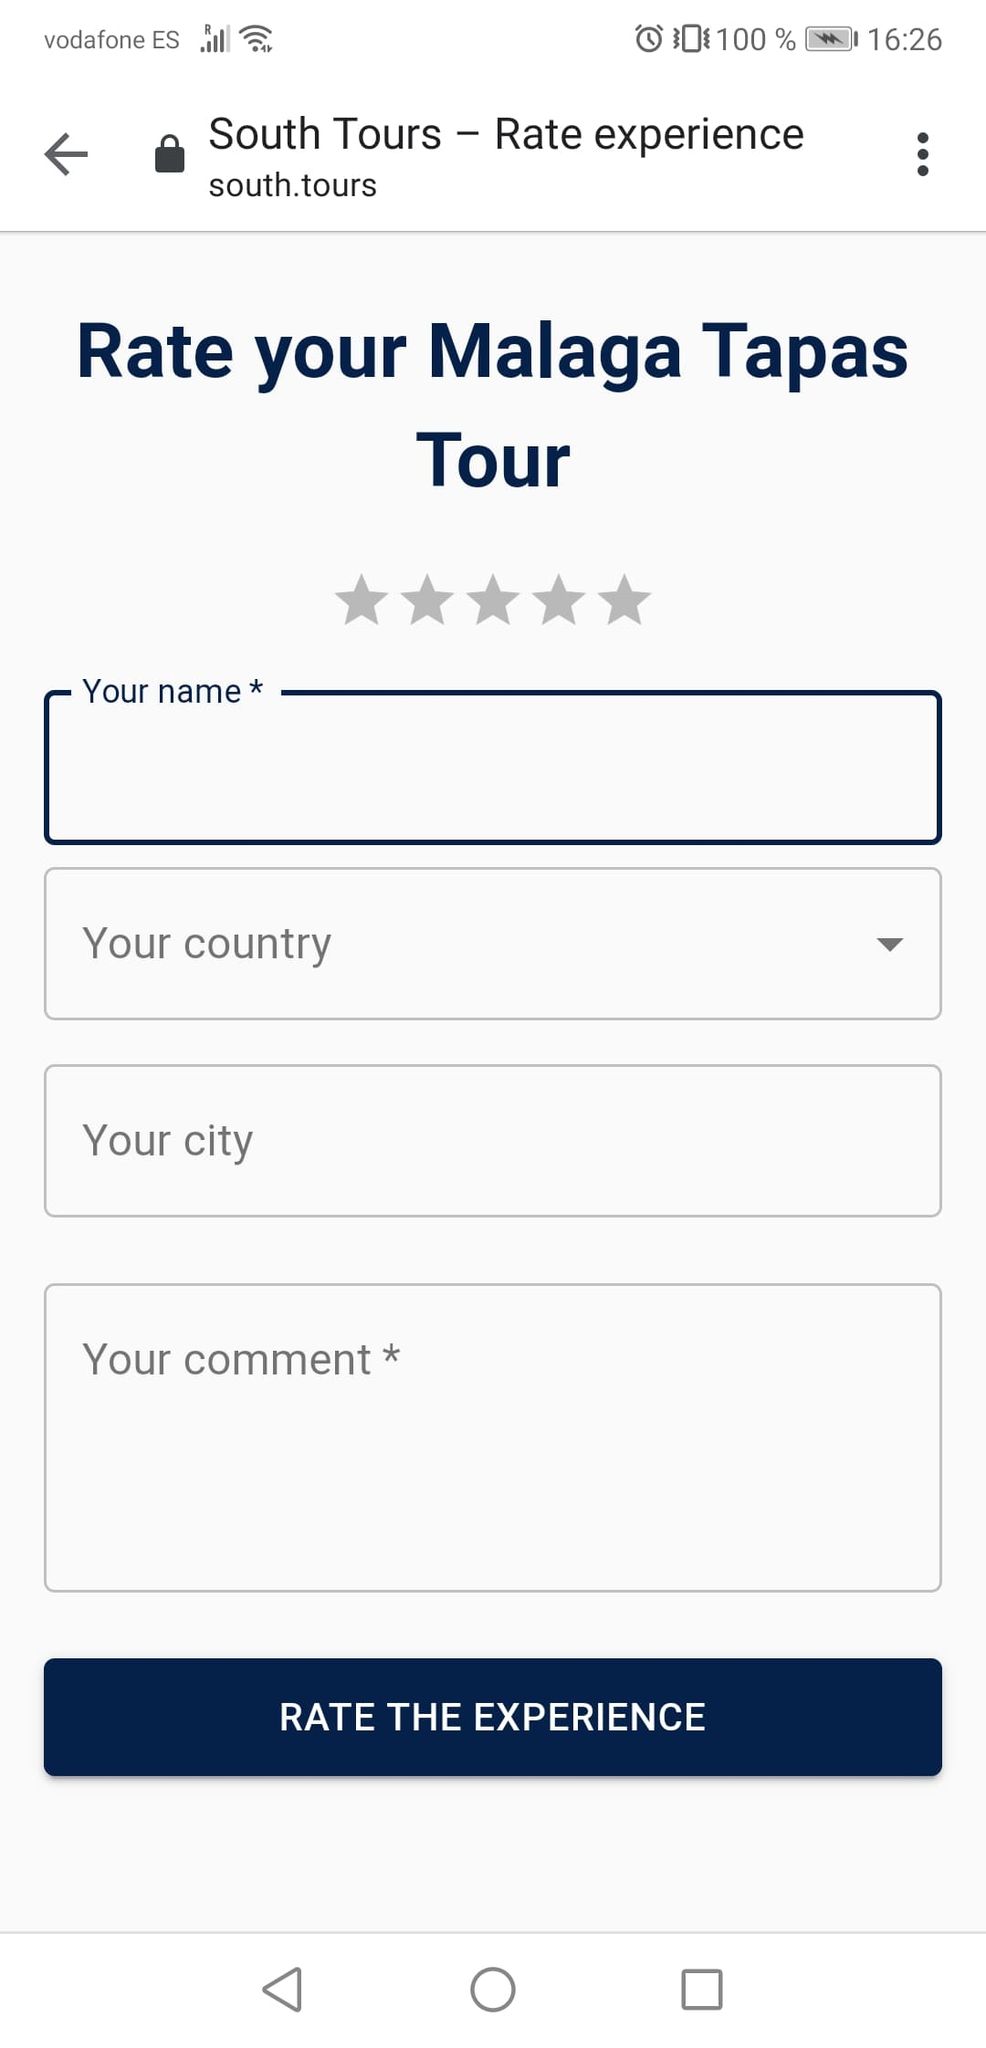 vodafone ES
R
100 %
16:26
South Tours – Rate experience
south.tours
Rate your Malaga Tapas
Tour
Your name *
Your country
Your city
Your comment *
RATE THE EXPERIENCE